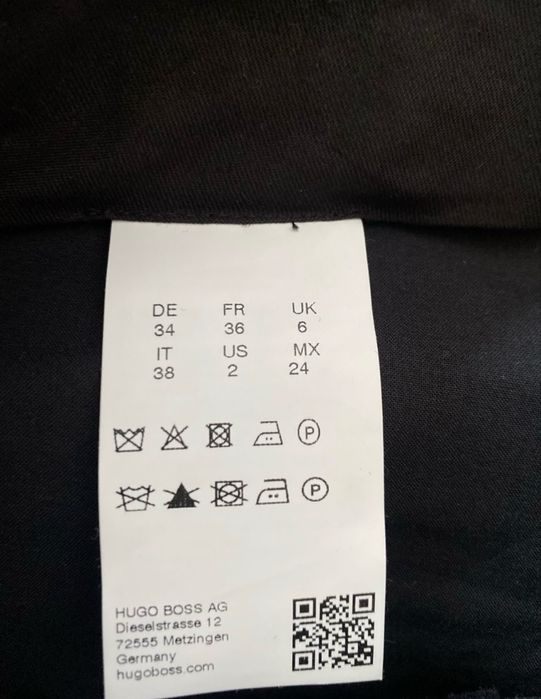 DE FR UK
34 36 6
IT US MX
38 2 24
P
P
HUGO BOSS AG
Dieselstrasse 12
72555 Metzingen
Germany
hugoboss.com